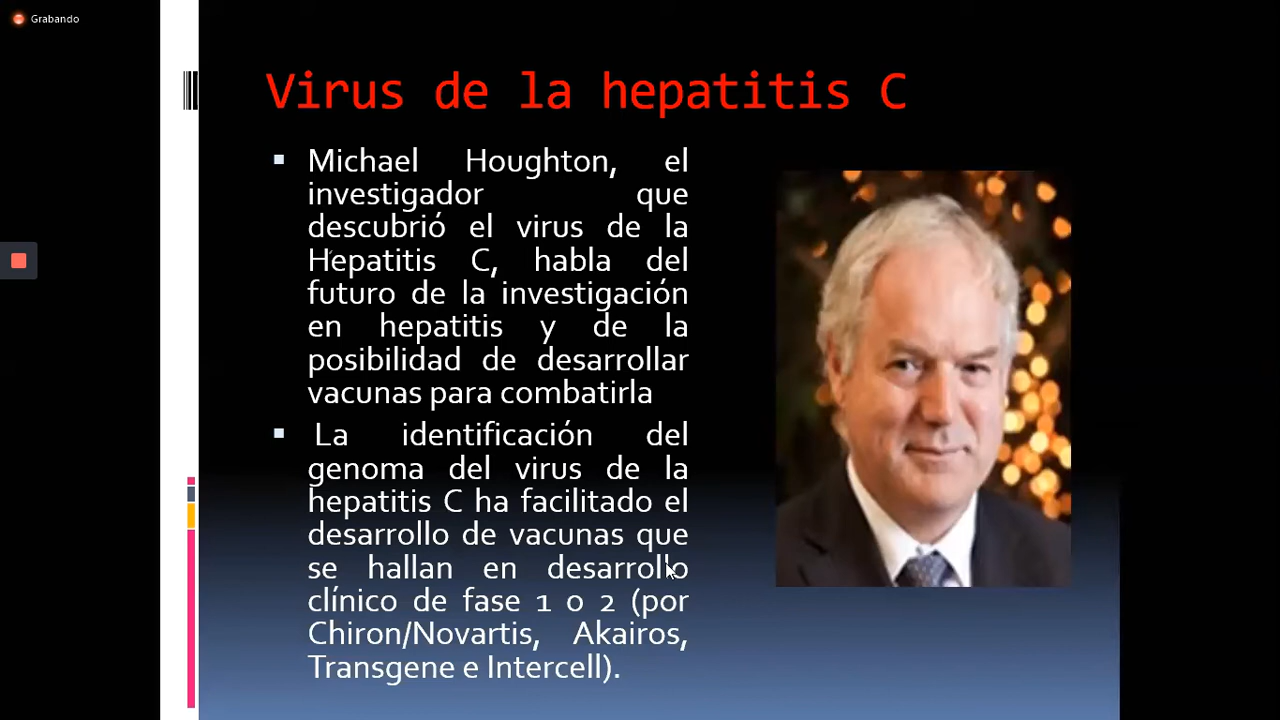 Grabando
Virus de la hepatitis C
Michael Houghton, el
investigador que
descubrió el virus de la
Hepatitis C, habla del
futuro de la investigación
en hepatitis y de la
posibilidad de desarrollar
vacunas para combatirla
La identificación del
genoma del virus de la
hepatitis C ha facilitado el
desarrollo de vacunas que
se hallan en desarrollo
clínico de fase 1 o 2 (por
Chiron/Novartis, Akairos,
Transgene e Intercell).